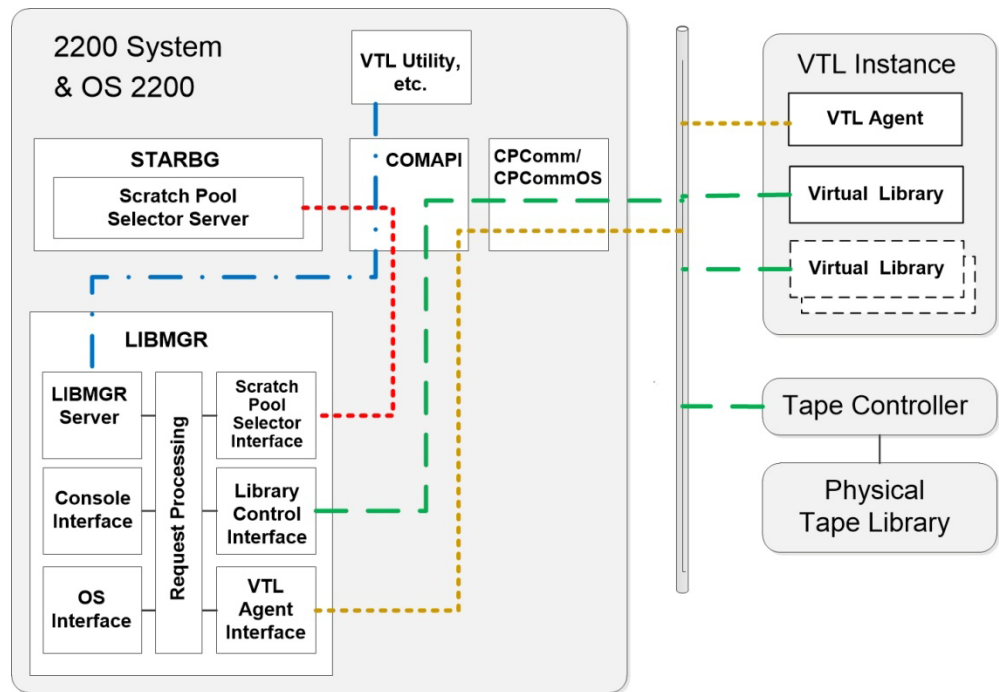 2200 System
& OS 2200
VTL Utility,
etc.
STARBG
Scratch Pool
Selector Server
COMAPI
CPComm/
CPCommOS
LIBMGR
LIBMGR
Server
Console
Interface
OS
Interface
Request Processing
Scratch
Pool
Selector
Interface
Library
Control
Interface
VTL
Agent
Interface
VTL Instance
VTL Agent
Virtual Library
Virtual Library
Tape Controller
Physical
Tape Library